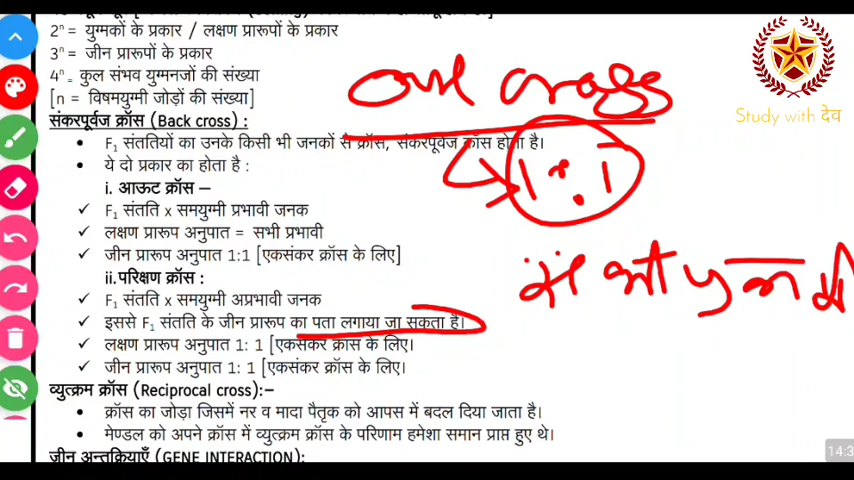 2ⁿ = युग्मकों के प्रकार / लक्षण प्रारूपों के प्रकार
3ⁿ = जीन प्रारूपों के प्रकार
4ⁿ = कुल संभव युग्मनजों की संख्या
[n = विषमयुग्मी जोड़ों की संख्या]
संकरपूर्वज क्रॉस (Back cross) :
• F₁ संततियों का उनके किसी भी जनकों से क्रॉस, संकरपूर्वज क्रॉस होता है।
• ये दो प्रकार का होता है :
i. आऊट क्रॉस –
✓ F₁ संतति x समयुग्मी प्रभावी जनक
✓ लक्षण प्रारूप अनुपात = सभी प्रभावी
✓ जीन प्रारूप अनुपात 1:1 [एकसंकर क्रॉस के लिए]
ii.परिक्षण क्रॉस :
✓ F₁ संतति x समयुग्मी अप्रभावी जनक
✓ इससे F₁ संतति के जीन प्रारूप का पता लगाया जा सकता है।
✓ लक्षण प्रारूप अनुपात 1: 1 [एकसंकर क्रॉस के लिए।
✓ जीन प्रारूप अनुपात 1: 1 [एकसंकर क्रॉस के लिए।
व्युत्क्रम क्रॉस (Reciprocal cross):–
• क्रॉस का जोड़ा जिसमें नर व मादा पैतृक को आपस में बदल दिया जाता है।
• मेण्डल को अपने क्रॉस में व्युत्क्रम क्रॉस के परिणाम हमेशा समान प्राप्त हुए थे।
जीन अन्तक्रियाएँ (GENE INTERACTION):
cross
1 : 1
Study with देव
14:3